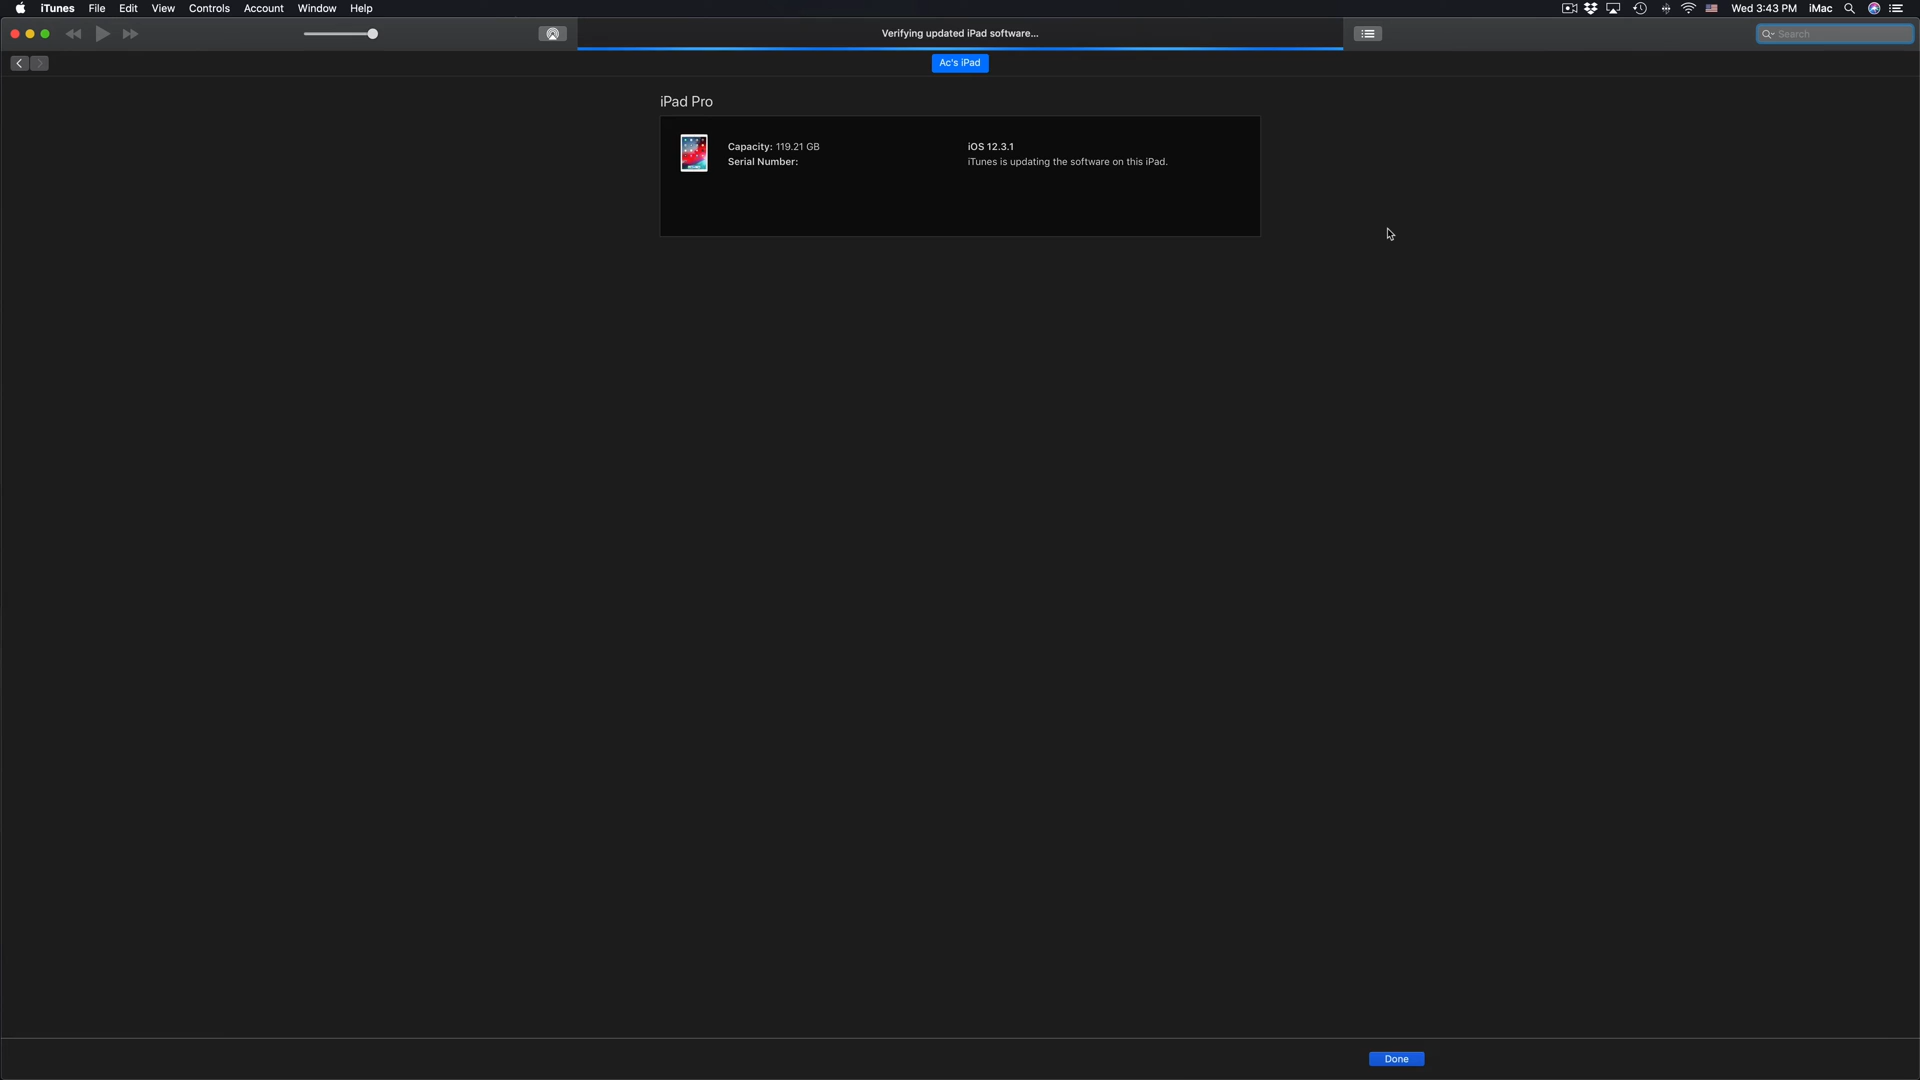 iTunes File Edit View Controls Account Window Help Wed 3:43 PM iMac
Verifying updated iPad software...
Search
Ac's iPad
iPad Pro
Capacity: 119.21 GB
Serial Number:
iOS 12.3.1
iTunes is updating the software on this iPad.
Done